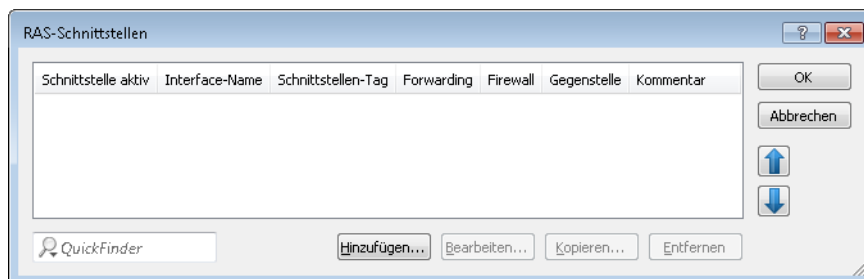 RAS-Schnittstellen
Schnittstelle aktiv Interface-Name Schnittstellen-Tag Forwarding Firewall Gegenstelle Kommentar
OK
Abbrechen
QuickFinder Hinzufügen... Bearbeiten... Kopieren... Entfernen